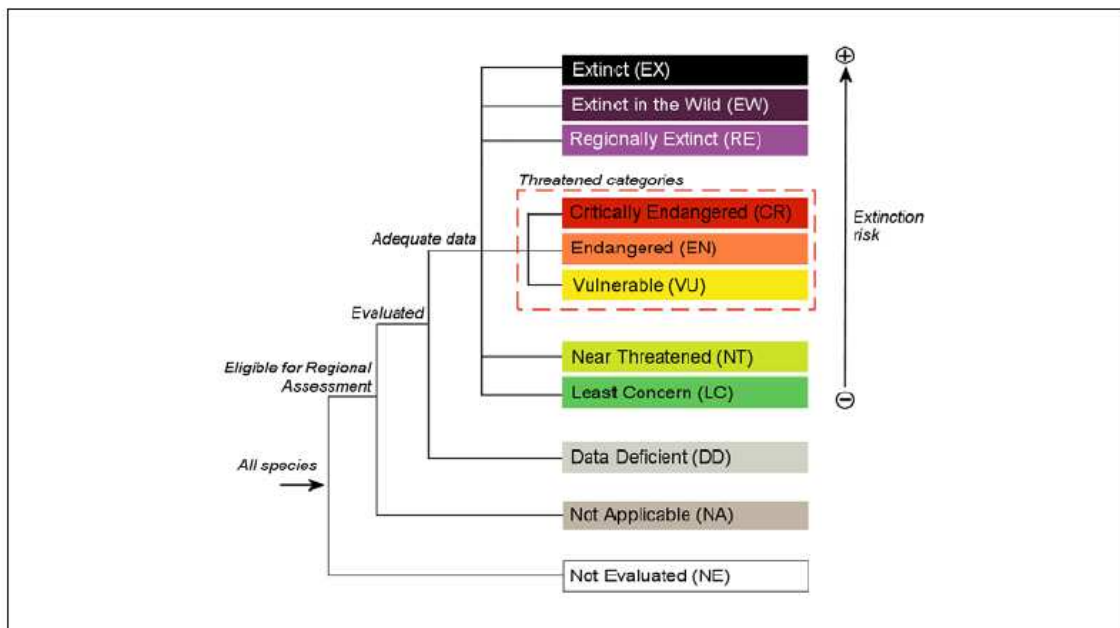 Extinct (EX)
Extinct in the Wild (EW)
Regionally Extinct (RE)
Threatened categories
Critically Endangered (CR)
Endangered (EN)
Vulnerable (VU)
Adequate data
Extinction
risk
Evaluated
Near Threatened (NT)
Eligible for Regional
Assessment
Least Concern (LC)
Data Deficient (DD)
All species
Not Applicable (NA)
Not Evaluated (NE)